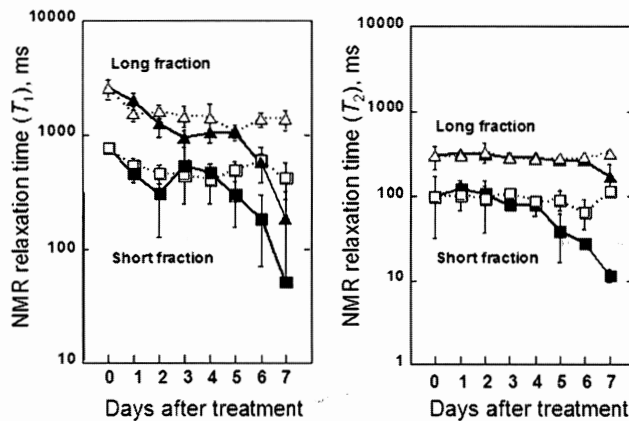 NMR relaxation time (T₁), ms
10000
1000
100
10
Long fraction
Short fraction
0 1 2 3 4 5 6 7
Days after treatment
NMR relaxation time (T₂), ms
10000
1000
100
10
1
Long fraction
Short fraction
0 1 2 3 4 5 6 7
Days after treatment